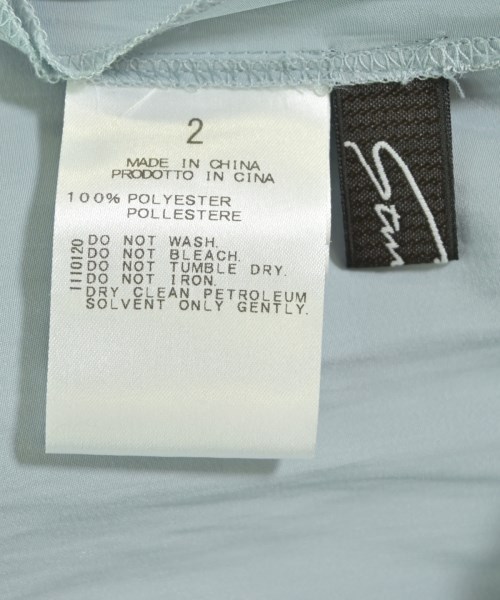 2
MADE IN CHINA
PRODOTTO IN CINA
100% POLYESTER
POLLESTERE
1110120
DO NOT WASH.
DO NOT BLEACH.
DO NOT TUMBLE DRY.
DO NOT IRON.
DRY CLEAN PETROLEUM
SOLVENT ONLY GENTLY.